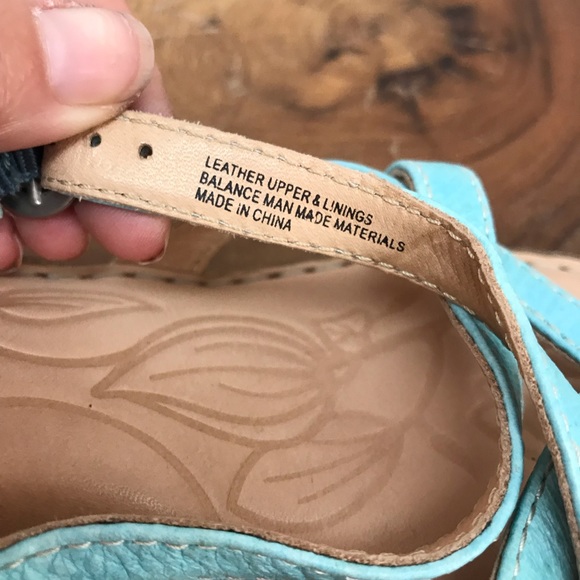 LEATHER UPPER & LININGS
BALANCE MAN MADE MATERIALS
MADE IN CHINA